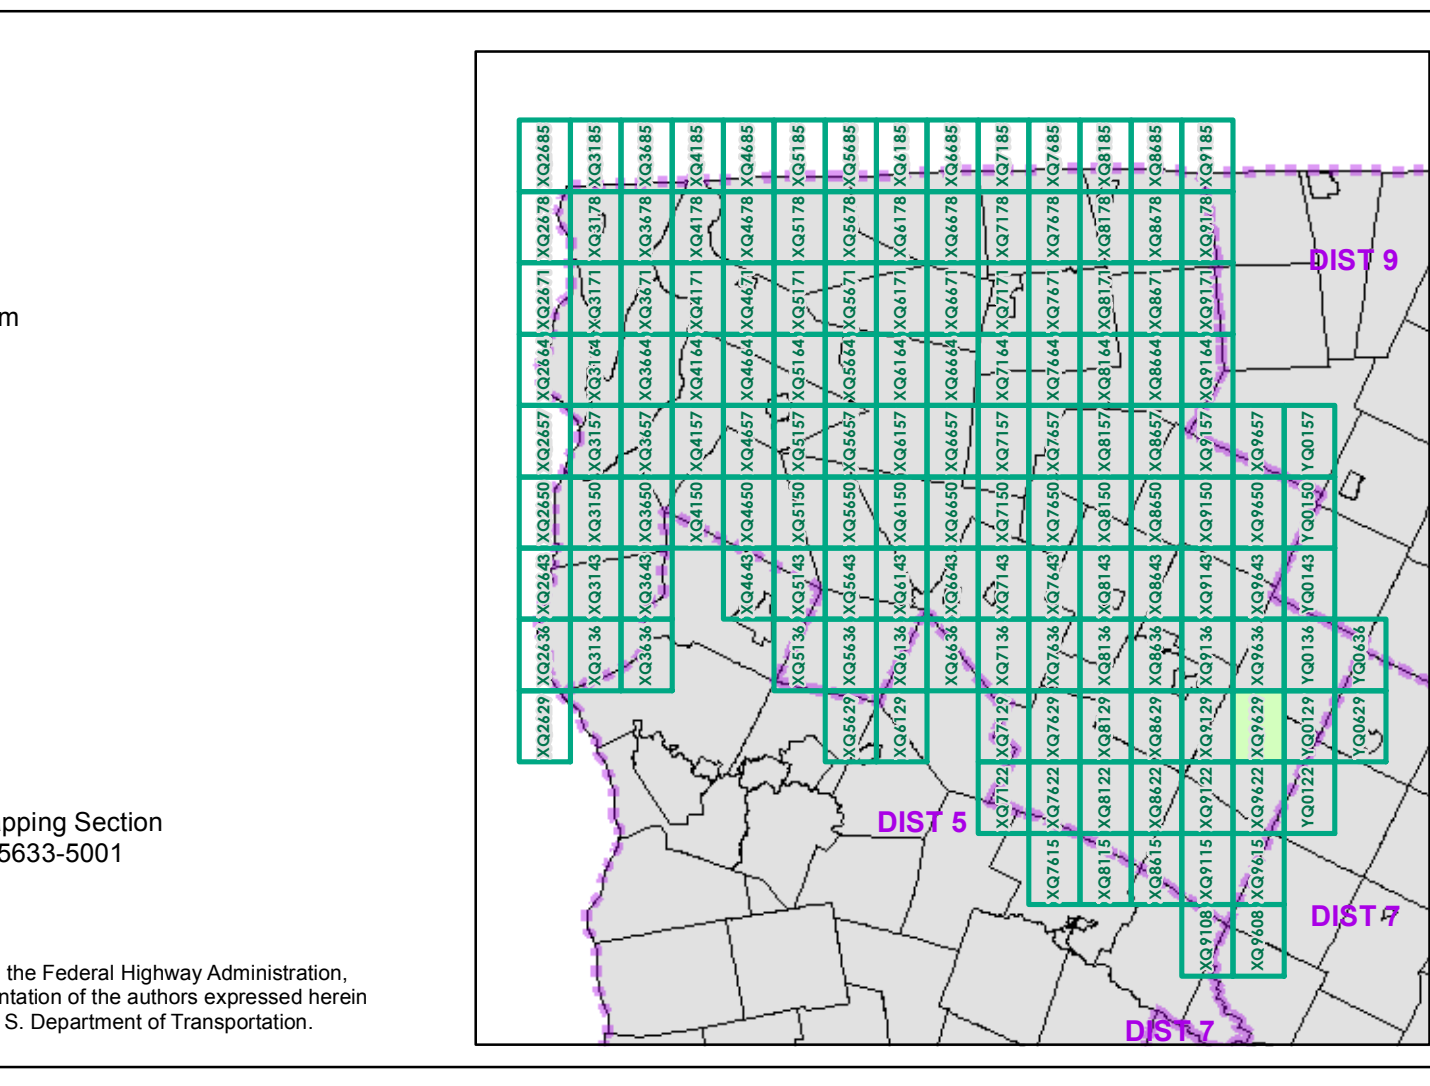 m
pping Section
5633-5001
the Federal Highway Administration,
ntation of the authors expressed herein
S. Department of Transportation.
XQ2685 XQ3185 XQ3685 XQ4185 XQ4685 XQ5185 XQ5685 XQ6185 XQ6685 XQ7185 XQ7685 XQ8185 XQ8685 XQ9185
XQ2678 XQ3178 XQ3678 XQ4178 XQ4678 XQ5178 XQ5678 XQ6178 XQ6678 XQ7178 XQ7678 XQ8178 XQ8678 XQ9178
DIST 9
XQ2671 XQ3171 XQ3671 XQ4171 XQ4671 XQ5171 XQ5671 XQ6171 XQ6671 XQ7171 XQ7671 XQ8171 XQ8671 XQ9171
XQ2664 XQ3164 XQ3664 XQ4164 XQ4664 XQ5164 XQ5664 XQ6164 XQ6664 XQ7164 XQ7664 XQ8164 XQ8664 XQ9164
XQ2657 XQ3157 XQ3657 XQ4157 XQ4657 XQ5157 XQ5657 XQ6157 XQ6657 XQ7157 XQ7657 XQ8157 XQ8657 XQ9157 XQ9657 YQ0157
XQ2650 XQ3150 XQ3650 XQ4150 XQ4650 XQ5150 XQ5650 XQ6150 XQ6650 XQ7150 XQ7650 XQ8150 XQ8650 XQ9150 XQ9650 YQ0150
XQ2643 XQ3143 XQ3643 XQ4643 XQ5143 XQ5643 XQ6143 XQ6643 XQ7143 XQ7643 XQ8143 XQ8643 XQ9143 XQ9643 YQ0143
XQ2636 XQ3136 XQ3636 XQ5136 XQ5636 XQ6136 XQ6636 XQ7136 XQ7636 XQ8136 XQ8636 XQ9136 XQ9636 YQ0136 YQ0636
XQ2629 XQ5629 XQ6129 XQ7129 XQ7629 XQ8129 XQ8629 XQ9129 XQ9629 YQ0129 YQ0629
XQ7122 XQ7622 XQ8122 XQ8622 XQ9122 XQ9622 YQ0122
DIST 5
XQ7615 XQ8115 XQ8615 XQ9115 XQ9615
DIST 7
XQ9108 XQ9608
DIST 7